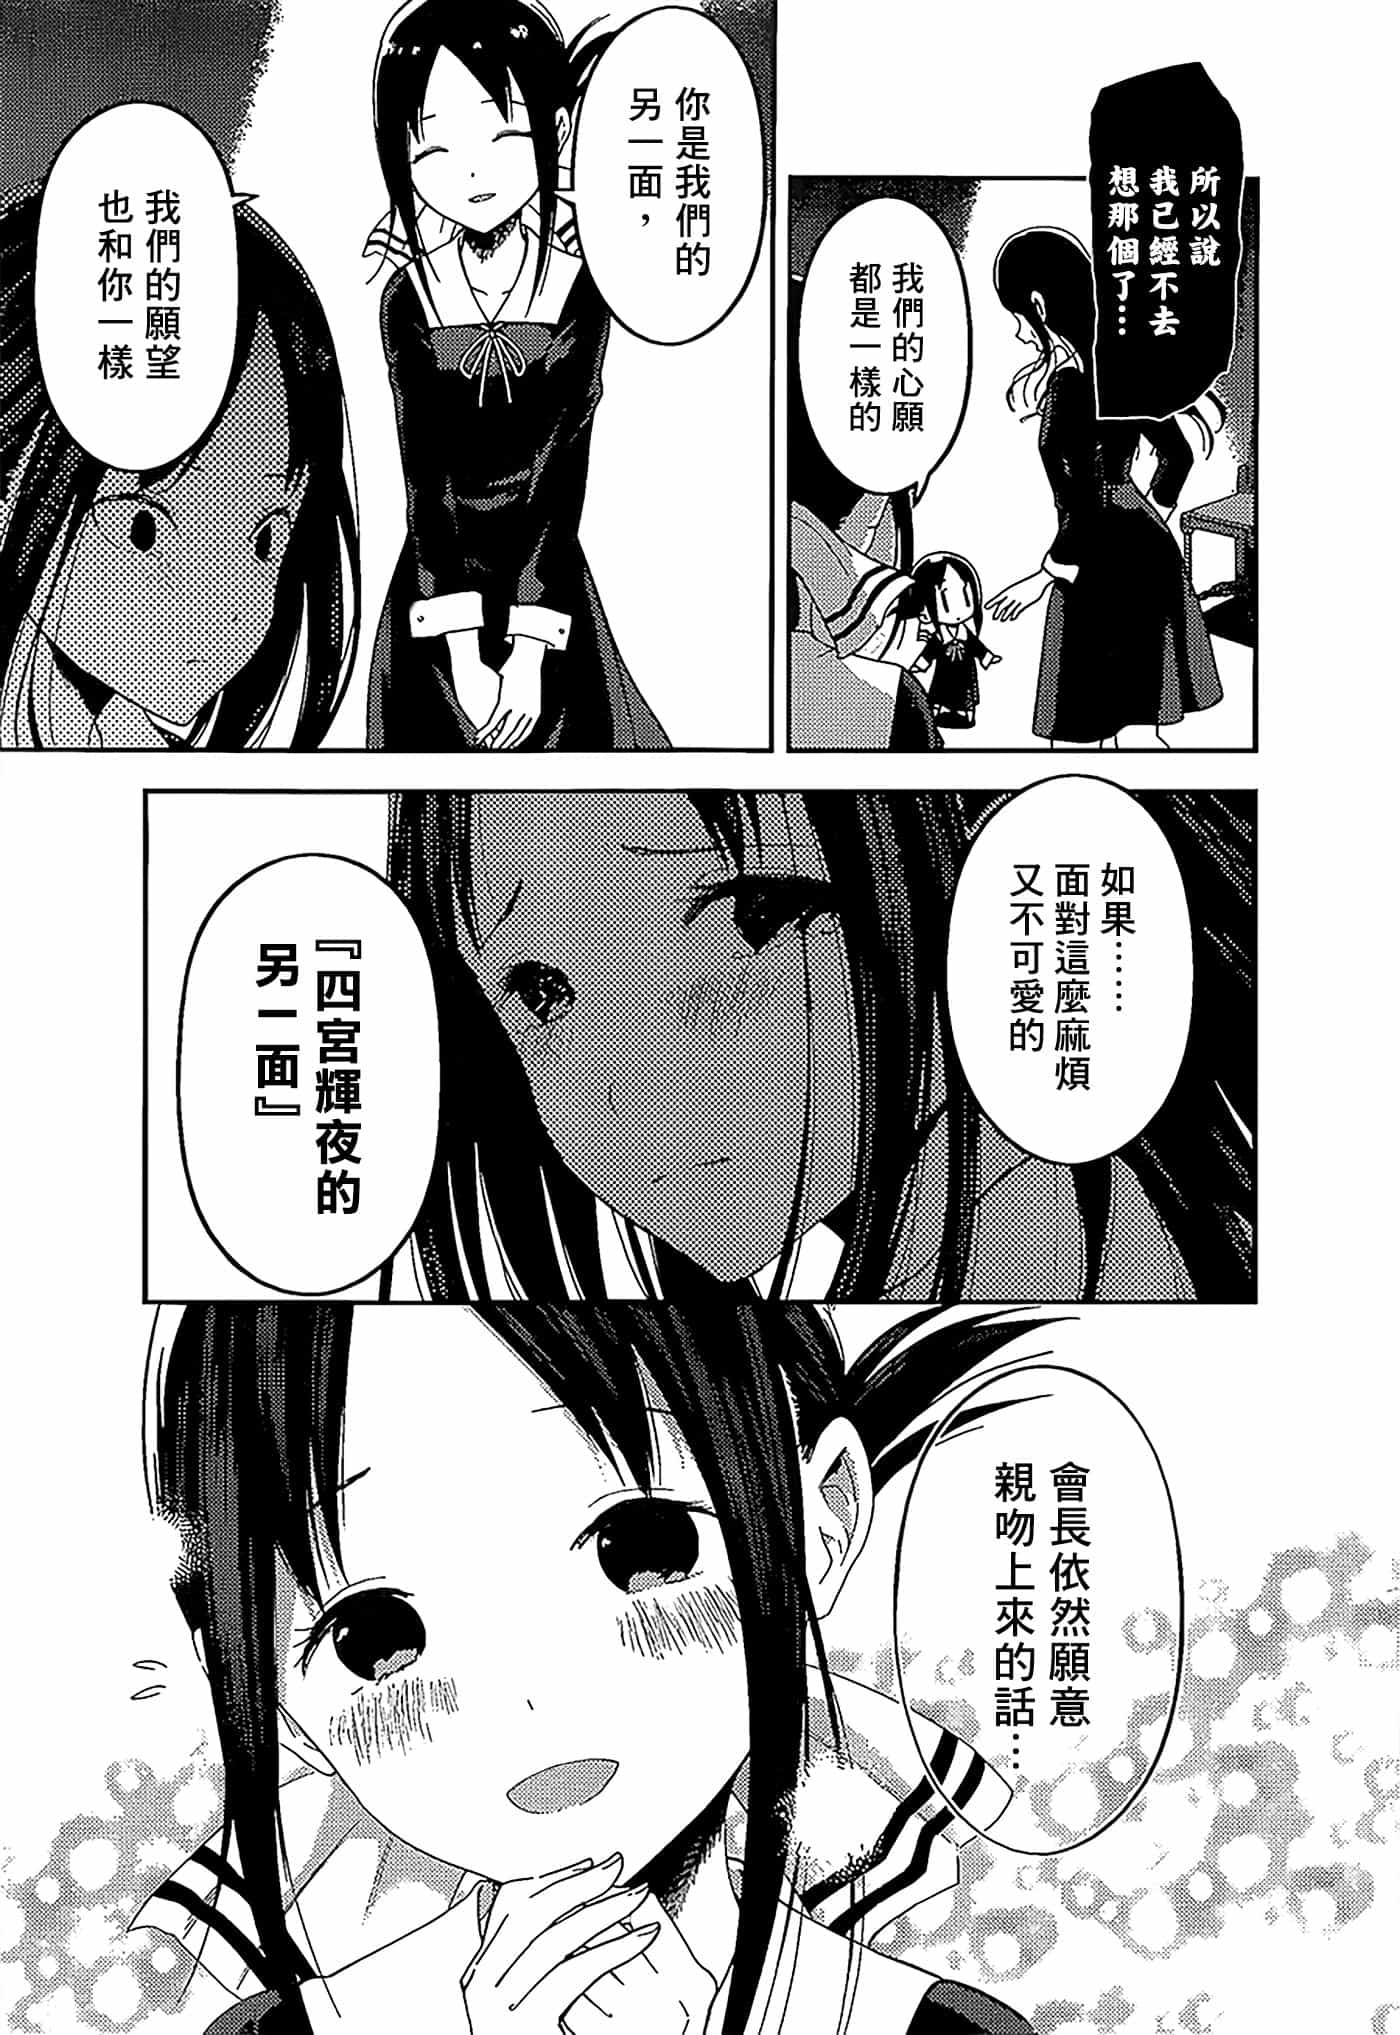 所以說
我已經不去
想那個了…
我們的心願
都是一樣的
你是我們的
另一面，
我們的願望
也和你一樣
如果……
面對這麼麻煩
又不可愛的
『四宮輝夜的
另一面』
會長依然願意
親吻上來的話…